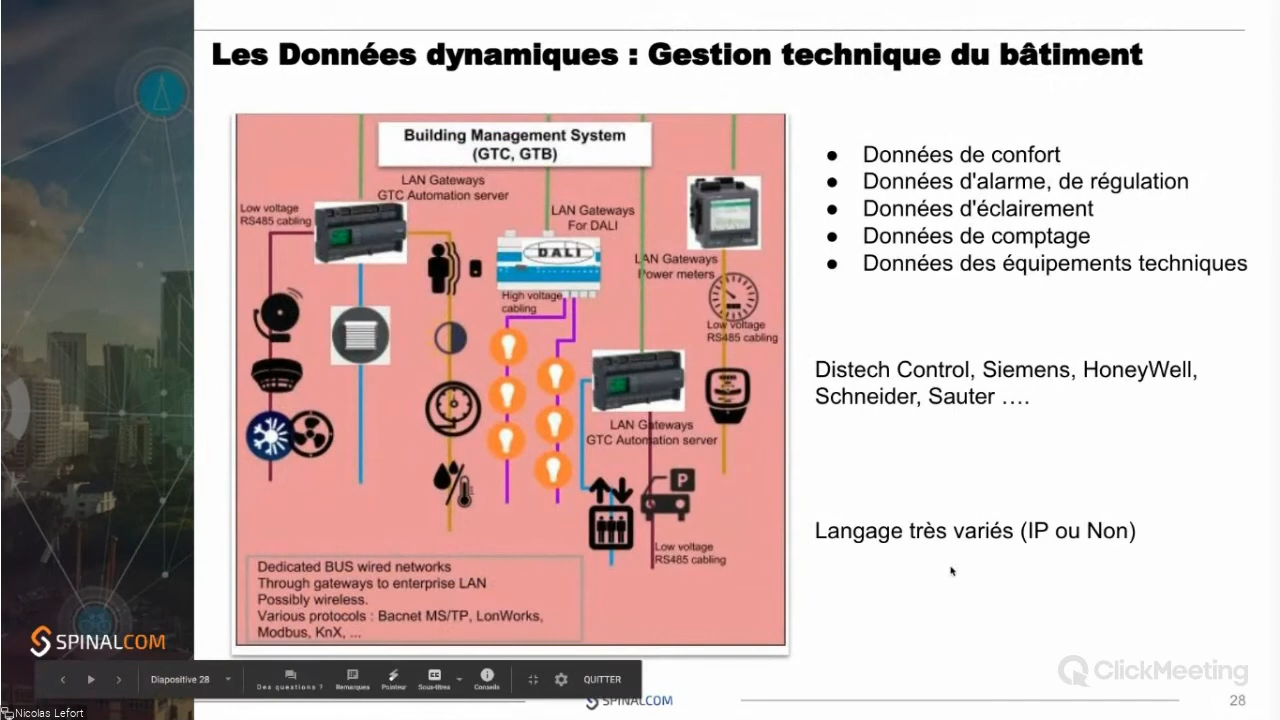 Les Données dynamiques : Gestion technique du bâtiment
Building Management System
(GTC, GTB)
LAN Gateways
GTC Automation server
Low voltage
RS485 cabling
LAN Gateways
For DALI
DALI
LAN Gateways
Power meters
High voltage
cabling
Low voltage
RS485 cabling
LAN Gateways
GTC Automation server
P
Low voltage
RS485 cabling
Dedicated BUS wired networks
Through gateways to enterprise LAN
Possibly wireless.
Various protocols : Bacnet MS/TP, LonWorks,
Modbus, KnX, ...
● Données de confort
● Données d'alarme, de régulation
● Données d'éclairement
● Données de comptage
● Données des équipements techniques
Distech Control, Siemens, HoneyWell,
Schneider, Sauter ....
Langage très variés (IP ou Non)
SPINALCOM
Diapositive 28
Des questions ?
Remarques
Pointeur
CC
Sous-titres
Conseils
QUITTER
ClickMeeting
SPINALCOM
28
Nicolas Lefort